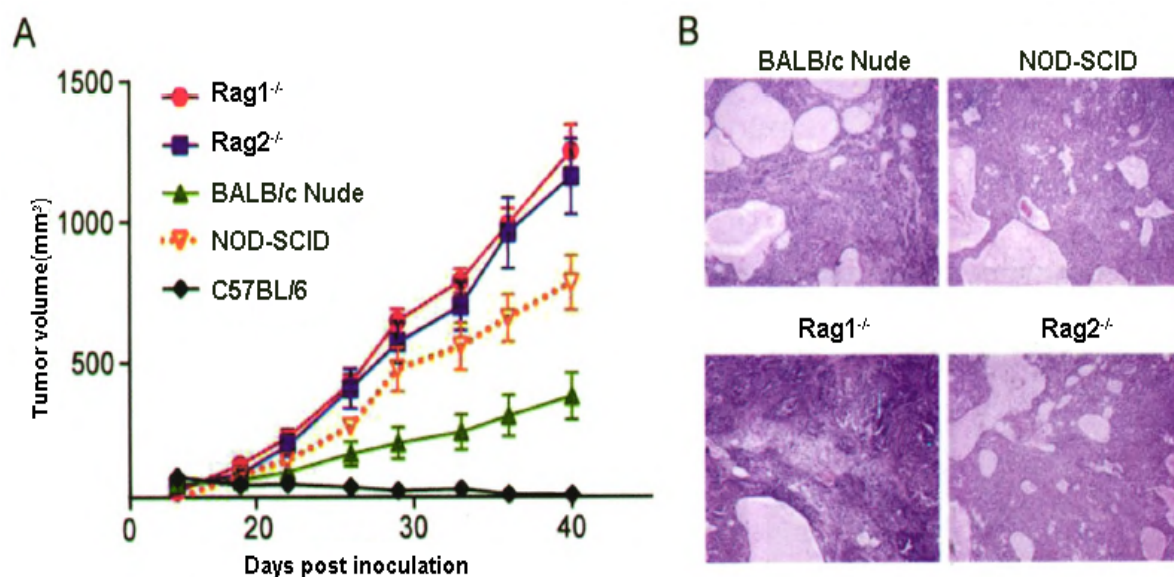 A
Tumor volume(mm³)
1500
1000
500
Rag1⁻/⁻
Rag2⁻/⁻
BALB/c Nude
NOD-SCID
C57BL/6
0
20
30
40
Days post inoculation
B
BALB/c Nude
NOD-SCID
Rag1⁻/⁻
Rag2⁻/⁻